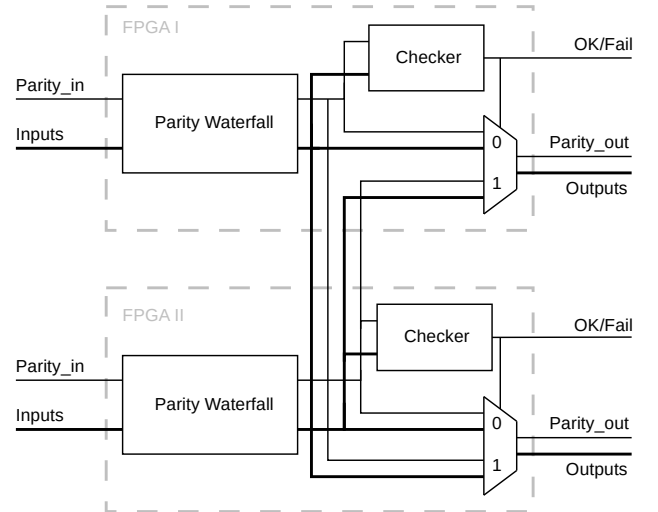 FPGA I
Checker
OK/Fail
Parity_in
Parity Waterfall
Inputs
0
Parity_out
1
Outputs
FPGA II
Checker
OK/Fail
Parity_in
Parity Waterfall
Inputs
0
Parity_out
1
Outputs